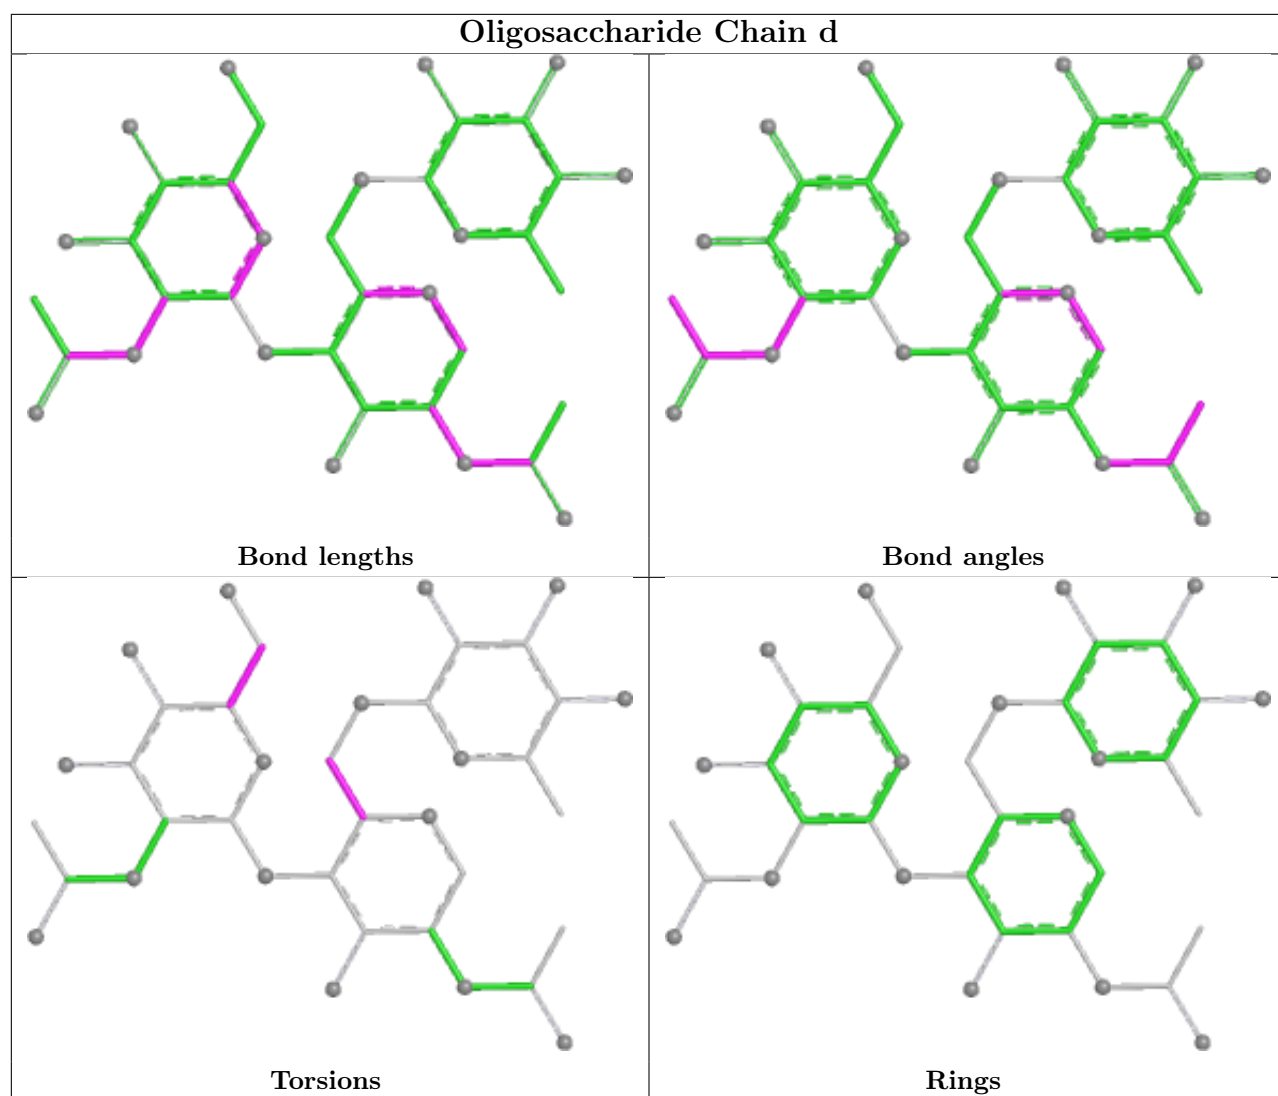 Oligosaccharide Chain d
Bond lengths
Bond angles
Torsions
Rings